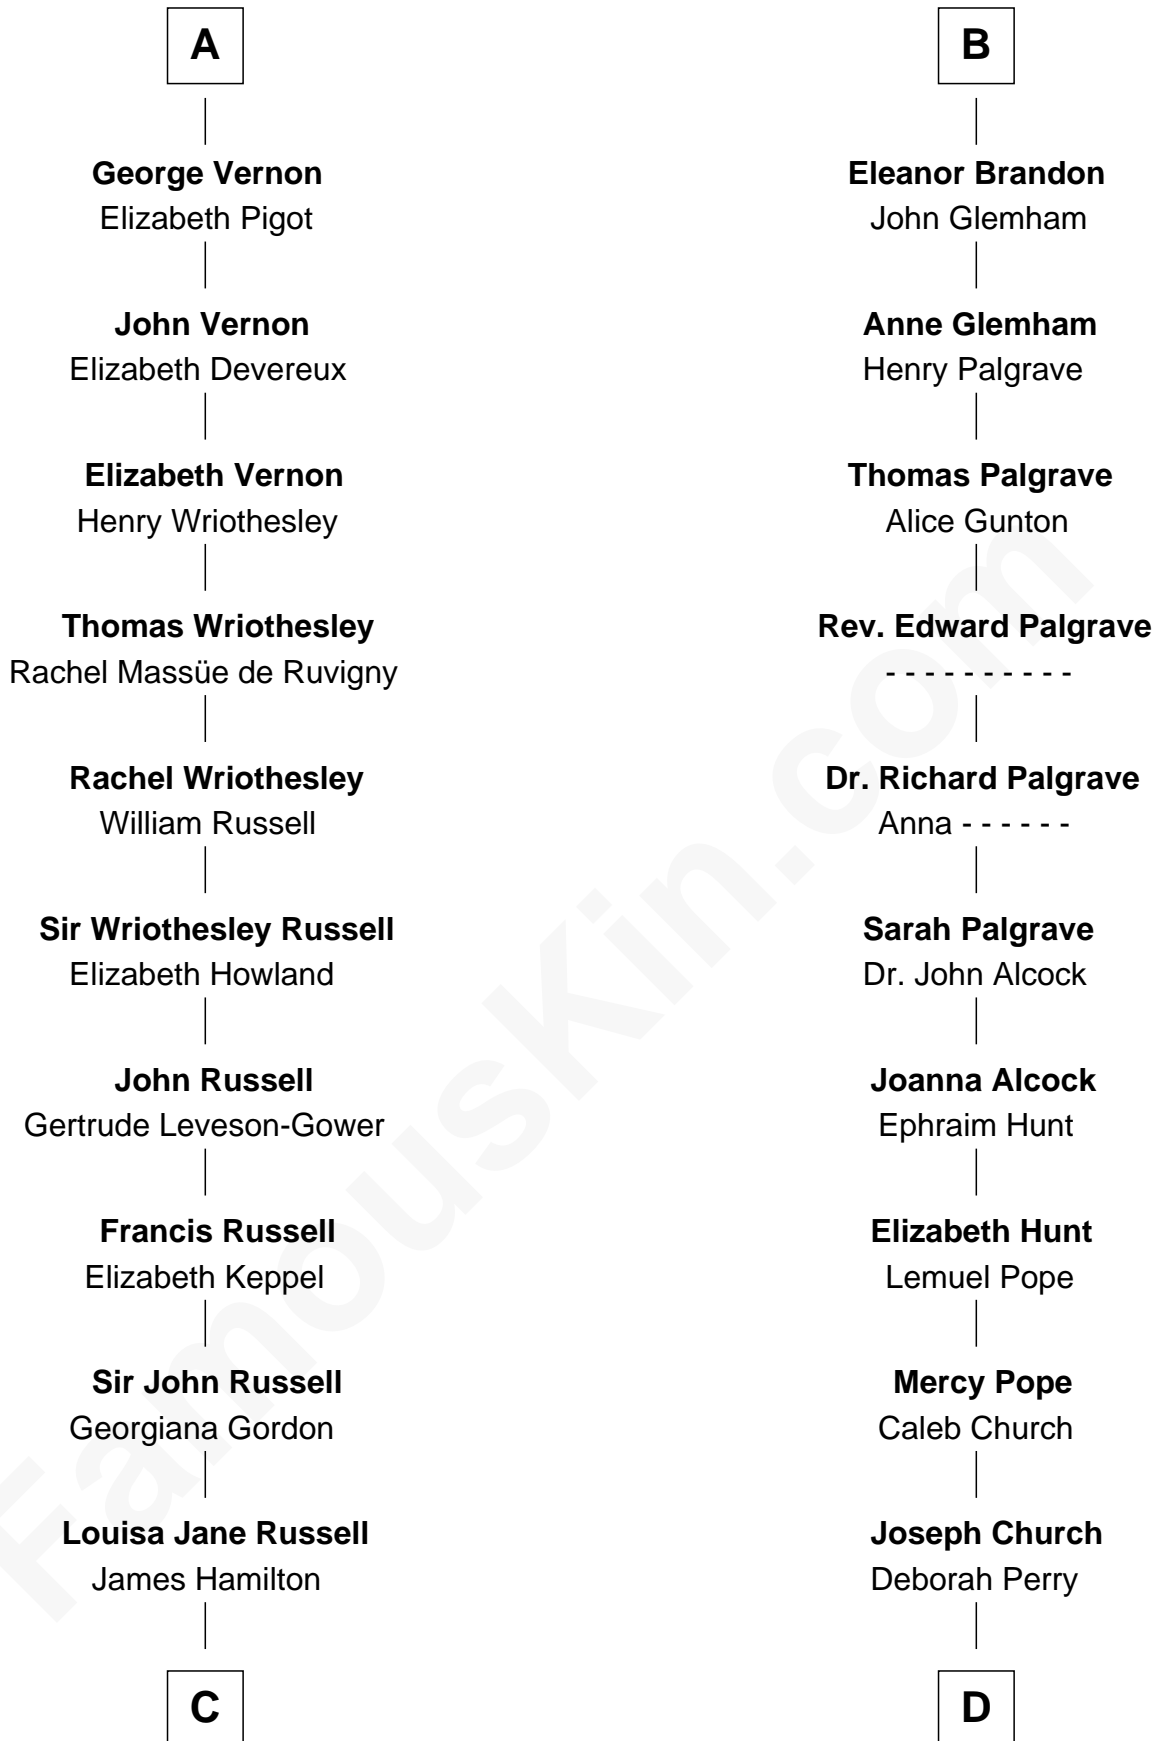 A
George Vernon
Elizabeth Pigot
John Vernon
Elizabeth Devereux
Elizabeth Vernon
Henry Wriothesley
Thomas Wriothesley
Rachel Massüe de Ruvigny
Rachel Wriothesley
William Russell
Sir Wriothesley Russell
Elizabeth Howland
John Russell
Gertrude Leveson-Gower
Francis Russell
Elizabeth Keppel
Sir John Russell
Georgiana Gordon
Louisa Jane Russell
James Hamilton
C
B
Eleanor Brandon
John Glemham
Anne Glemham
Henry Palgrave
Thomas Palgrave
Alice Gunton
Rev. Edward Palgrave
- - - - - - - - - -
Dr. Richard Palgrave
Anna - - - - - -
Sarah Palgrave
Dr. John Alcock
Joanna Alcock
Ephraim Hunt
Elizabeth Hunt
Lemuel Pope
Mercy Pope
Caleb Church
Joseph Church
Deborah Perry
D
FamousKin.com